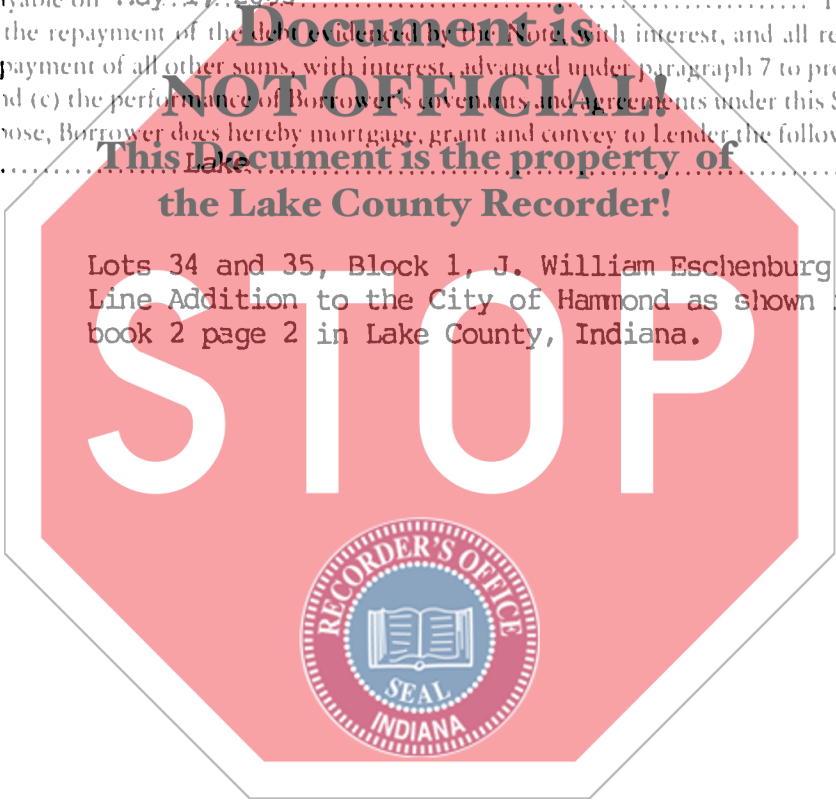 the repayment of the debt evidenced by the Note, with interest, and all re
payment of all other sums, with interest, advanced under paragraph 7 to pro
nd (c) the performance of Borrower's covenants and agreements under this S
pose, Borrower does hereby mortgage, grant and convey to Lender the follow
Lake
Document is
NOT OFFICIAL!
This Document is the property of
the Lake County Recorder!
Lots 34 and 35, Block 1, J. William Eschenburg
Line Addition to the City of Hammond as shown
book 2 page 2 in Lake County, Indiana.
STOP
RECORDER'S OFFICE
SEAL
INDIANA